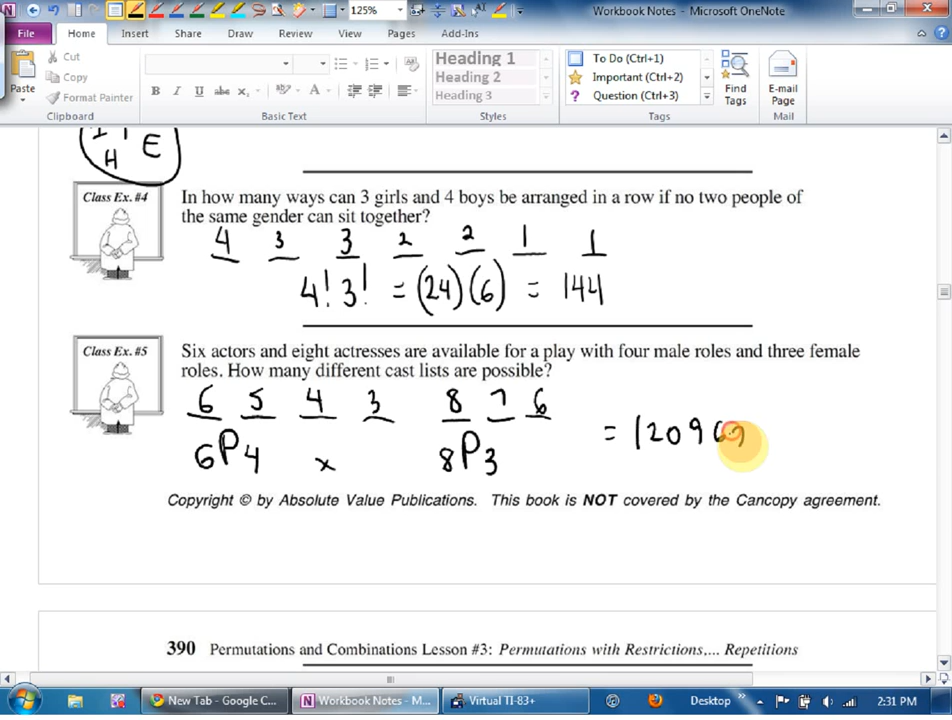 125%
Workbook Notes - Microsoft OneNote
File Home Insert Share Draw Review View Pages Add-Ins
Paste
Cut
Copy
Format Painter
Clipboard
B I U abc X₂ A
Basic Text
Heading 1
Heading 2
Heading 3
Styles
To Do (Ctrl+1)
Important (Ctrl+2)
Question (Ctrl+3)
Tags
Find Tags
E-mail Page
Mail
H E
Class Ex. #4
In how many ways can 3 girls and 4 boys be arranged in a row if no two people of
the same gender can sit together?
4 3 3 2 2 1 1
4! 3! = (24)(6) = 144
Class Ex. #5
Six actors and eight actresses are available for a play with four male roles and three female
roles. How many different cast lists are possible?
6 5 4 3 8 7 6
6P4 x 8P3 = 120960
Copyright © by Absolute Value Publications. This book is NOT covered by the Cancopy agreement.
390 Permutations and Combinations Lesson #3: Permutations with Restrictions,... Repetitions
New Tab - Google C...
Workbook Notes - M...
Virtual TI-83+
Desktop
2:31 PM